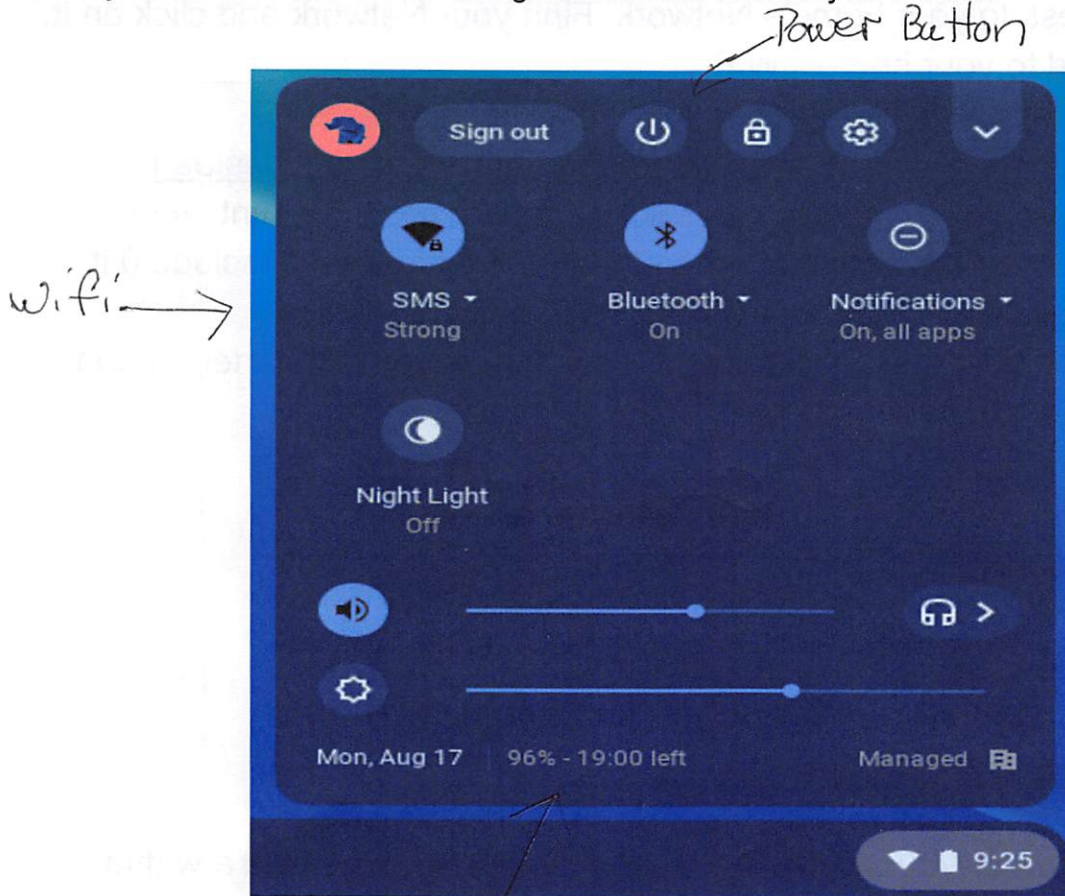 Power Button
Sign out
wifi
SMS
Bluetooth
Notifications
Strong
On
On, all apps
Night Light
Off
Mon, Aug 17
96% - 19:00 left
Managed
9:25